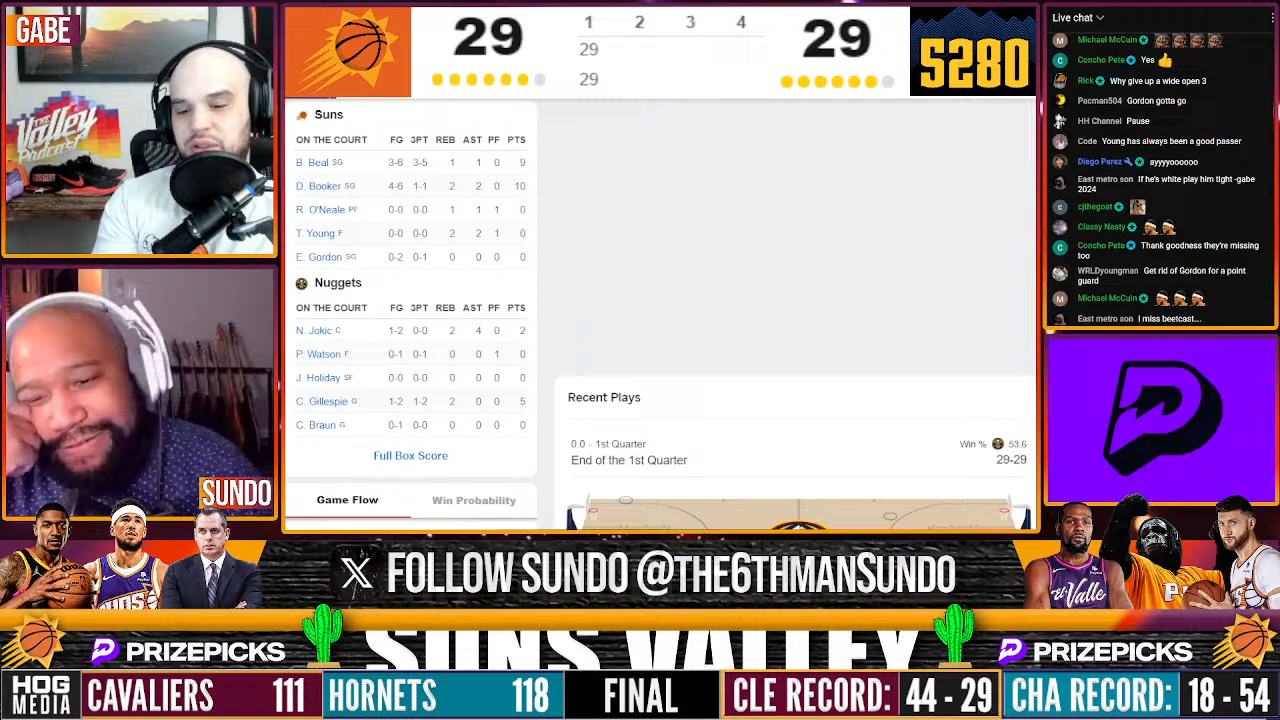 GABE
The Valley Podcast
SUNDO
29
1 2 3 4
29
29
29
5280
Suns
ON THE COURT FG 3PT REB AST PF PTS
B. Beal SG 3-6 3-5 1 1 0 9
D. Booker SG 4-6 1-1 2 2 0 10
R. O'Neale PF 0-0 0-0 1 1 1 0
T. Young F 0-0 0-0 2 2 1 0
E. Gordon SG 0-2 0-1 0 0 0 0
Nuggets
ON THE COURT FG 3PT REB AST PF PTS
N. Jokic C 1-2 0-0 2 4 0 2
P. Watson F 0-1 0-1 0 0 1 0
J. Holiday SF 0-0 0-0 0 0 0 0
C. Gillespie G 1-2 1-2 2 0 0 5
C. Braun G 0-1 0-0 0 0 0 0
Full Box Score
Game Flow Win Probability
Recent Plays
0.0 - 1st Quarter Win % 53.6
End of the 1st Quarter 29-29
Live chat
Michael McCuin
Concho Pete Yes
Rick Why give up a wide open 3
Pacman504 Gordon gotta go
HH Channel Pause
Code Young has always been a good passer
Diego Perez ayyyyooooo
East metro son If he's white play him tight -gabe
2024
cjthegoat
Classy Nasty
Concho Pete Thank goodness they're missing
too
WRLDyoungman Get rid of Gordon for a point
guard
Michael McCuin
East metro son I miss beetcast....
FOLLOW SUNDO @THE6THMANSUNDO
PRIZEPICKS SUNS VALLEY PRIZEPICKS
HOG MEDIA CAVALIERS 111 HORNETS 118 FINAL CLE RECORD: 44 - 29 CHA RECORD: 18 - 54